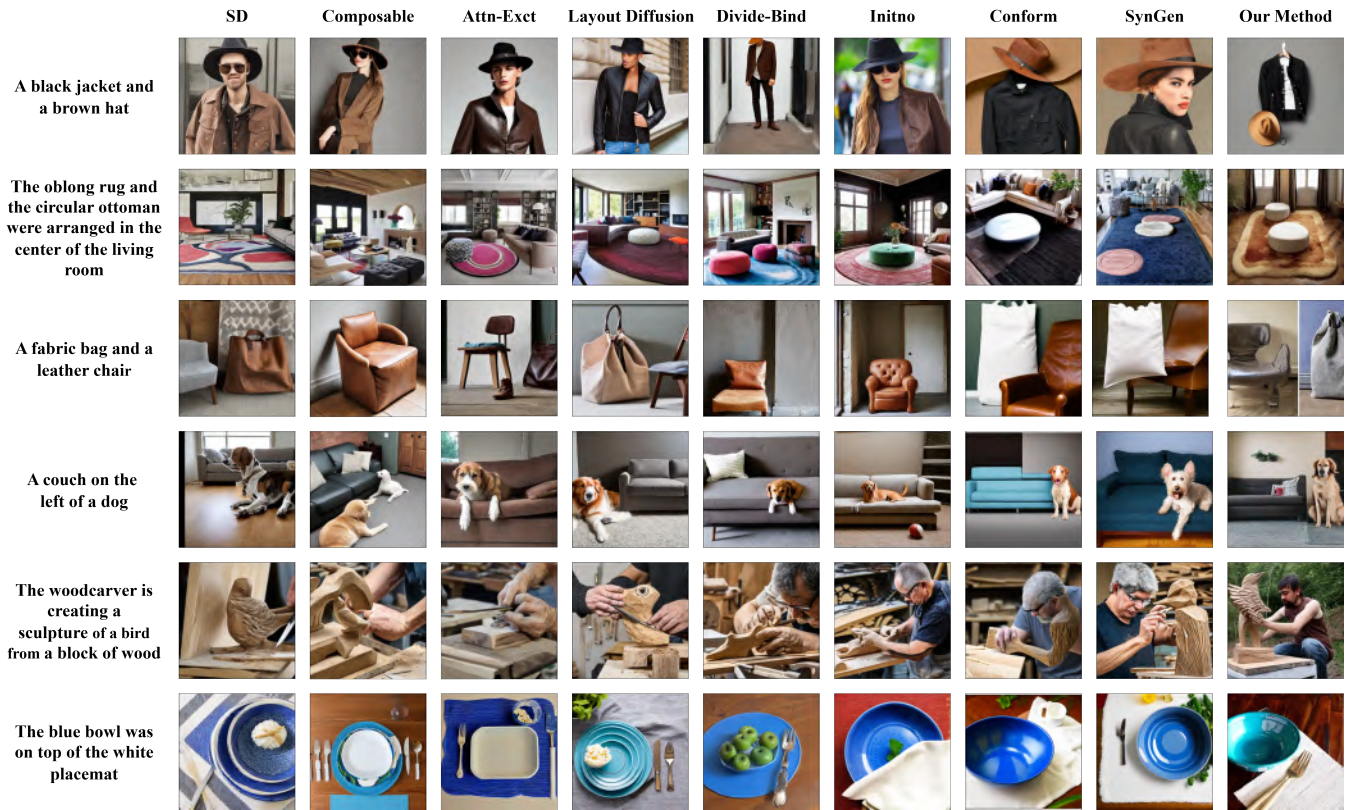 SD Composable Attn-Exct Layout Diffusion Divide-Bind Initno Conform SynGen Our Method
A black jacket and
a brown hat
The oblong rug and
the circular ottoman
were arranged in the
center of the living
room
A fabric bag and a
leather chair
A couch on the
left of a dog
The woodcarver is
creating a
sculpture of a bird
from a block of wood
The blue bowl was
on top of the white
placemat